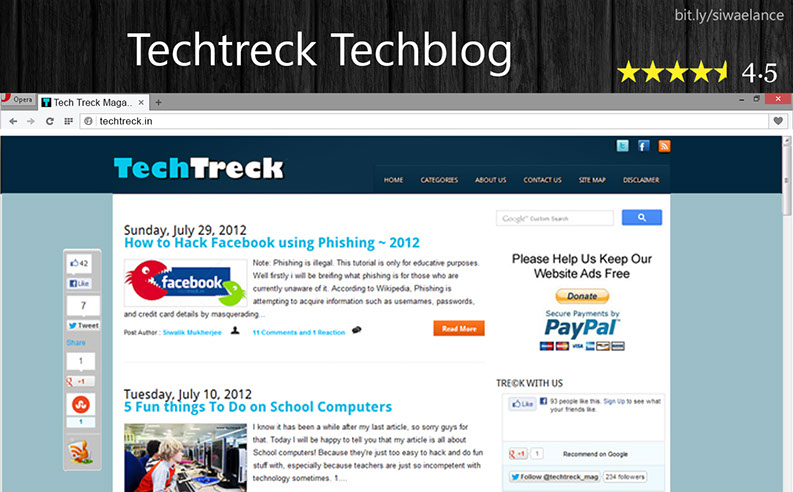 bit.ly/siwaelance
Techtreck Techblog
4.5
Opera
Tech Treck Maga..
techtreck.in
TechTreck
HOME CATEGORIES ABOUT US CONTACT US SITE MAP DISCLAIMER
Google™ Custom Search
Sunday, July 29, 2012
How to Hack Facebook using Phishing ~ 2012
facebook
Note: Phishing is illegal. This tutorial is only for educative purposes.
Well firstly i will be breifing what phishing is for those who are
currently unaware of it. According to Wikipedia, Phishing is
attempting to acquire information such as usernames, passwords,
and credit card details by masquerading...
Post Author : Siwalik Mukherjee 11 Comments and 1 Reaction
Read More
42
Like
7
Tweet
Share
1
+1
1
Please Help Us Keep Our
Website Ads Free
Donate
Secure Payments by
PayPal
VISA
Tuesday, July 10, 2012
5 Fun things To Do on School Computers
I know it has been a while after my last article, so sorry guys for
that. Today I will be happy to tell you that my article is all about
School computers! Because they're just too easy to hack and do fun
stuff with, especially because teachers are just so incompetent with
technology sometimes. 1....
TRE©K WITH US
Like 93 people like this. Sign Up to see what
your friends like.
+1 1 Recommend on Google
Follow @techtreck_mag 234 followers